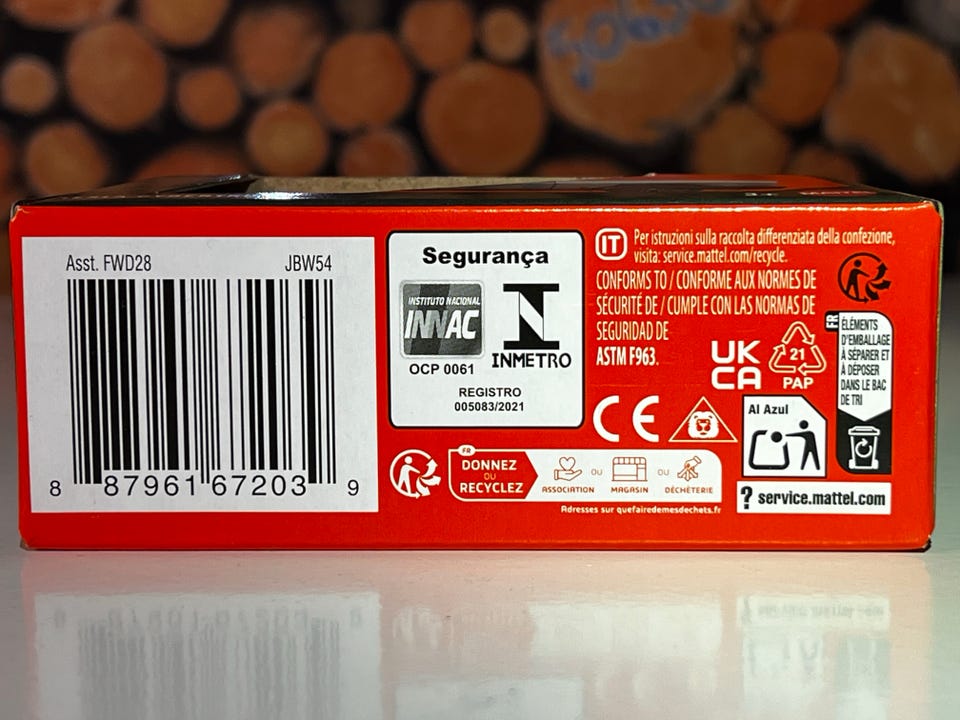 Asst. FWD28 JBW54
8 87961 67203 9
Segurança
INSTITUTO NACIONAL
INNAC
INMETRO
OCP 0061
REGISTRO
005083/2021
IT Per istruzioni sulla raccolta differenziata della confezione,
visita: service.mattel.com/recycle.
CONFORMS TO / CONFORME AUX NORMES DE
SÉCURITÉ DE / CUMPLE CON LAS NORMAS DE
SEGURIDAD DE
ASTM F963.
UK
CA
21
PAP
CE
FR
ÉLÉMENTS
D'EMBALLAGE
À SÉPARER ET
À DÉPOSER
DANS LE BAC
DE TRI
Al Azul
FR
DONNEZ
OU
RECYCLEZ
ASSOCIATION OU MAGASIN OU DÉCHÈTERIE
Adresses sur quefairedemesdechets.fr
? service.mattel.com